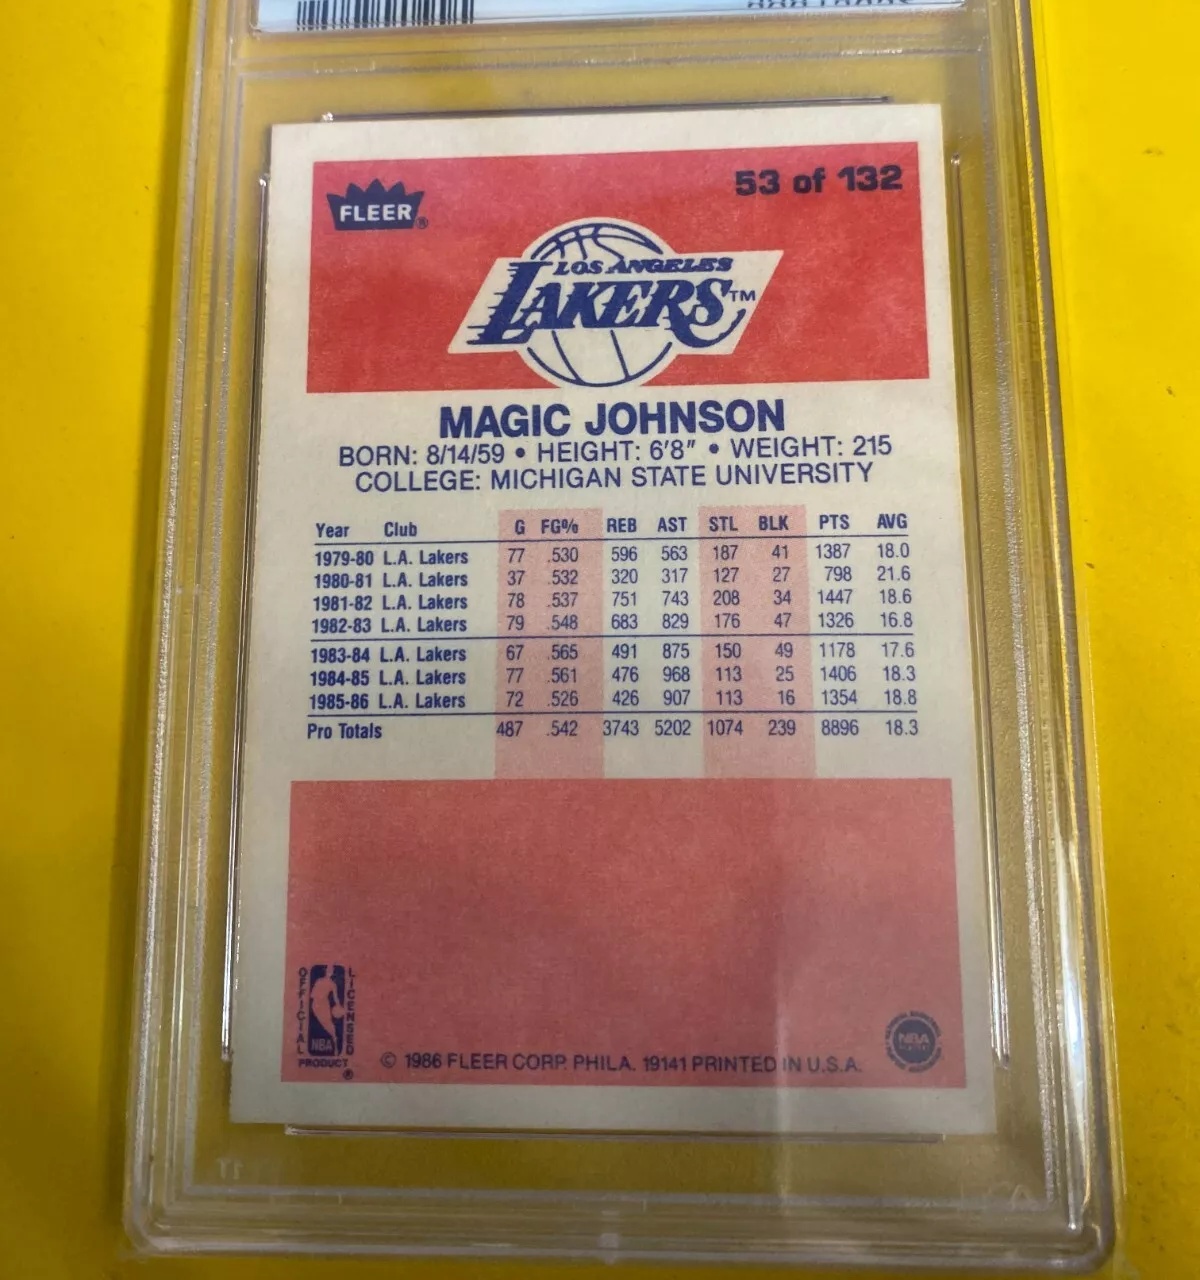 53 of 132
FLEER®
LOS ANGELES
LAKERS™
MAGIC JOHNSON
BORN: 8/14/59 • HEIGHT: 6'8" • WEIGHT: 215
COLLEGE: MICHIGAN STATE UNIVERSITY
Year Club G FG% REB AST STL BLK PTS AVG
1979-80 L.A. Lakers 77 .530 596 563 187 41 1387 18.0
1980-81 L.A. Lakers 37 .532 320 317 127 27 798 21.6
1981-82 L.A. Lakers 78 .537 751 743 208 34 1447 18.6
1982-83 L.A. Lakers 79 .548 683 829 176 47 1326 16.8
1983-84 L.A. Lakers 67 .565 491 875 150 49 1178 17.6
1984-85 L.A. Lakers 77 .561 476 968 113 25 1406 18.3
1985-86 L.A. Lakers 72 .526 426 907 113 16 1354 18.8
Pro Totals 487 .542 3743 5202 1074 239 8896 18.3
OFFICIAL
LICENSED
NBA
PRODUCT
®
© 1986 FLEER CORP. PHILA. 19141 PRINTED IN U.S.A.
NBA